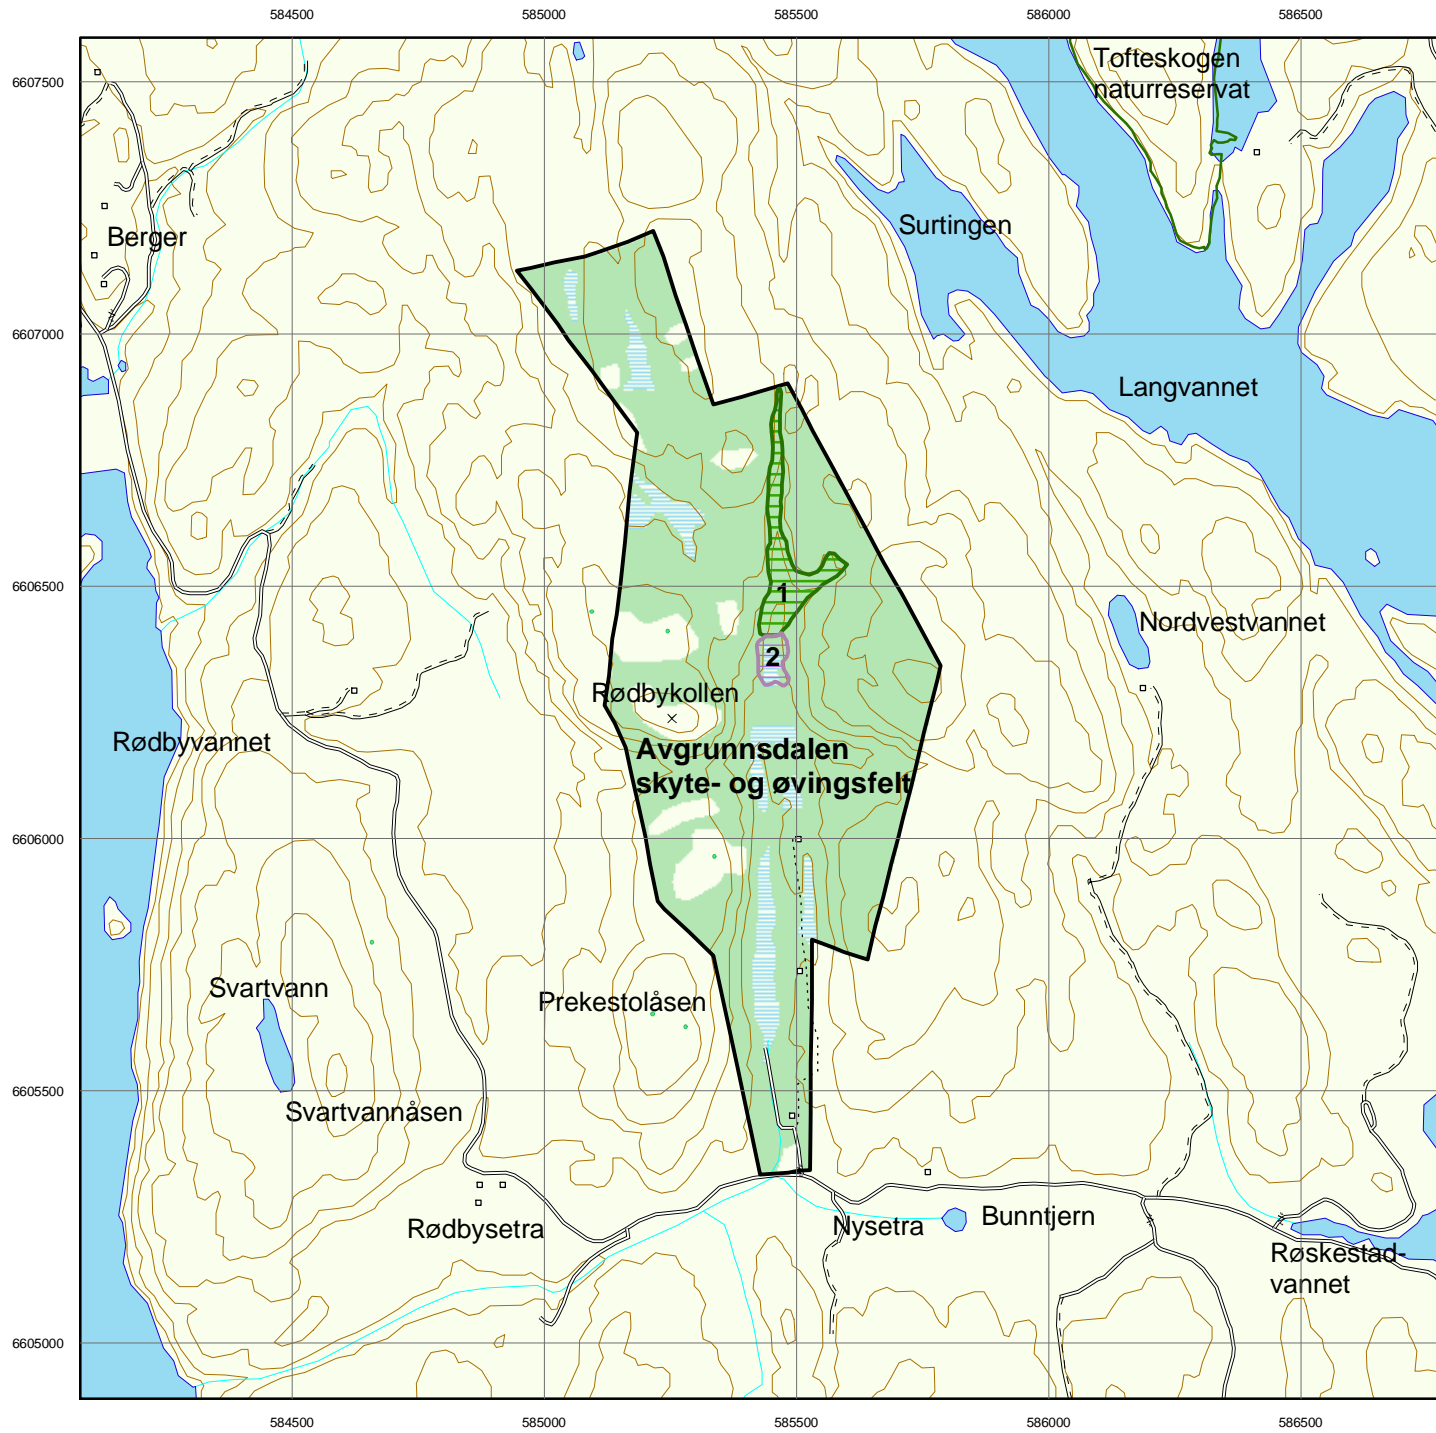 584500 585000 585500 586000 586500
Tofteskogen
naturreservat
6607500
Surtingen
Berger
6607000
Langvannet
6606500
1
Nordvestvannet
2
Rødbykollen
Rødbyvannet
Avgrunnsdalen
skyte- og øvingsfelt
6606000
Svartvann
Prekestolåsen
6605500
Svartvannåsen
Rødbysetra
Nysetra
Bunntjern
Røskestad-
vannet
6605000
584500 585000 585500 586000 586500